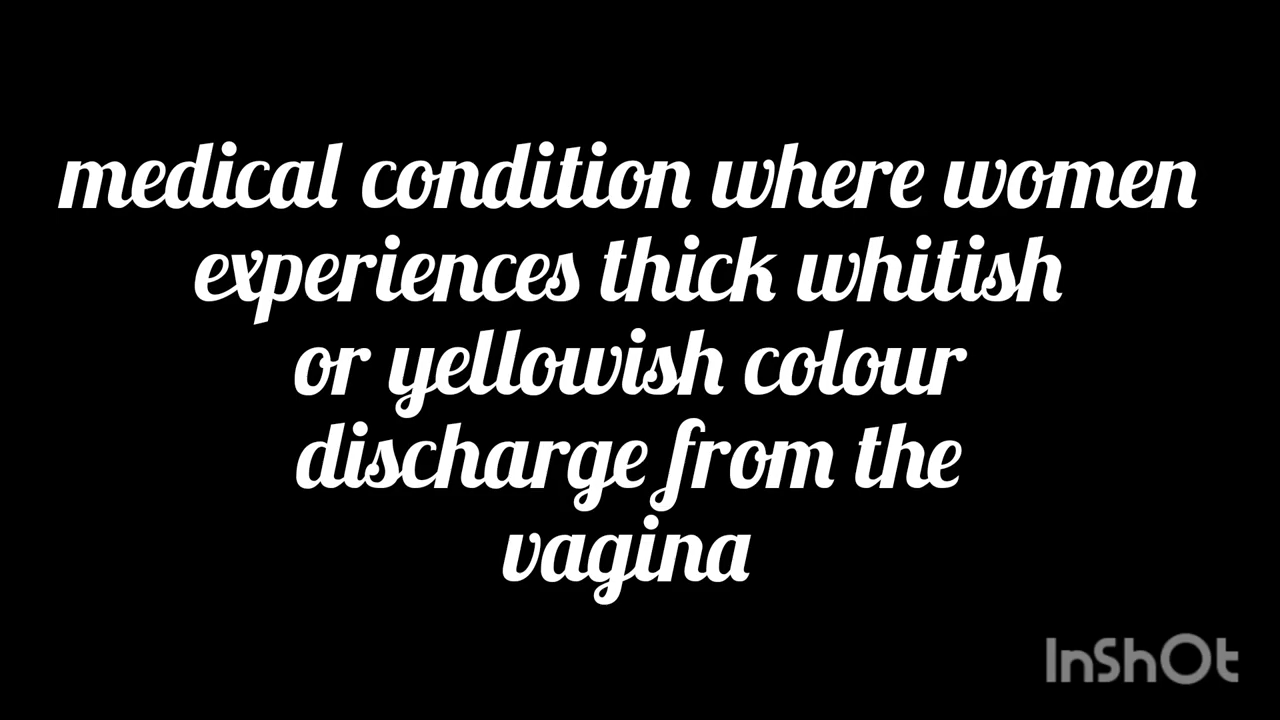 medical condition where women
experiences thick whitish
or yellowish colour
discharge from the
vagina
InShOt